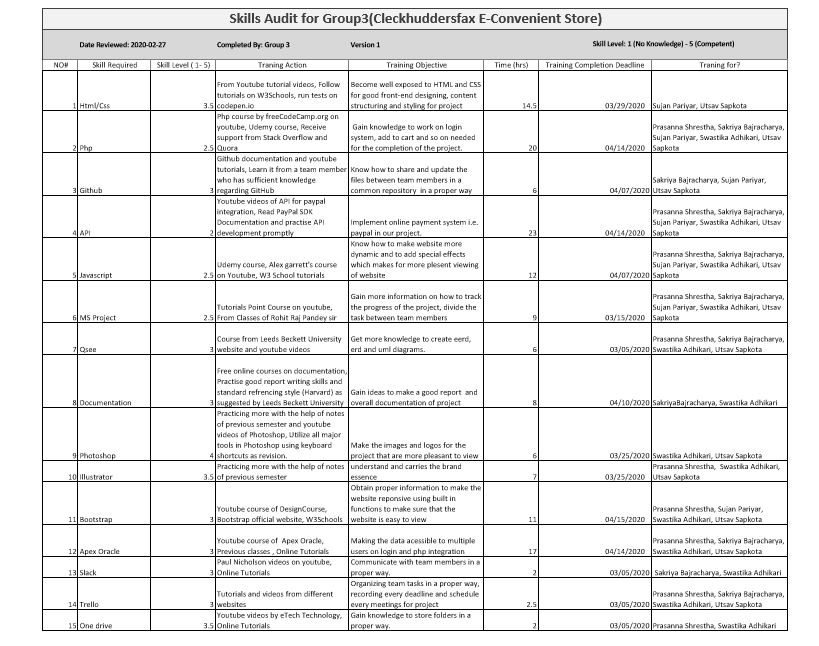 Skills Audit for Group3(Cleckhuddersfax E-Convenient Store)
Date Reviewed: 2020-02-27 Completed By: Group 3 Version 1 Skill Level: 1 (No Knowledge) - 5 (Competent)
NO# Skill Required Skill Level ( 1- 5) Traning Action Training Objective Time (hrs) Training Completion Deadline Traning for?
From Youtube tutorial videos, Follow Become well exposed to HTML and CSS
tutorials on W3Schools, run tests on for good front-end designing, content
1 Html/Css 3.5 codepen.io structuring and styling for project 14.5 03/29/2020 Sujan Pariyar, Utsav Sapkota
Php course by freeCodeCamp.org on
youtube, Udemy course, Receive Gain knowledge to work on login Prasanna Shrestha, Sakriya Bajracharya,
support from Stack Overflow and system, add to cart and so on needed Sujan Pariyar, Swastika Adhikari, Utsav
2 Php 2.5 Quora for the completion of the project. 20 04/14/2020 Sapkota
Github documentation and youtube
tutorials, Learn it from a team member Know how to share and update the
who has sufficient knowledge files between team members in a Sakriya Bajracharya, Sujan Pariyar,
3 Github 3 regarding GitHub common repository in a proper way 6 04/07/2020 Utsav Sapkota
Youtube videos of API for paypal
integration, Read PayPal SDK Prasanna Shrestha, Sakriya Bajracharya,
Documentation and practise API Implement online payment system i.e. Sujan Pariyar, Swastika Adhikari, Utsav
4 API 2 development promptly paypal in our project. 23 04/14/2020 Sapkota
Know how to make website more
dynamic and to add special effects Prasanna Shrestha, Sakriya Bajracharya,
Udemy course, Alex garrett's course which makes for more plesent viewing Sujan Pariyar, Swastika Adhikari, Utsav
5 Javascript 2.5 on Youtube, W3 School tutorials of website 12 04/07/2020 Sapkota
Gain more information on how to track Prasanna Shrestha, Sakriya Bajracharya,
Tutorials Point Course on youtube, the progress of the project, divide the Sujan Pariyar, Swastika Adhikari, Utsav
6 MS Project 2.5 From Classes of Rohit Raj Pandey sir task between team members 9 03/15/2020 Sapkota
Course from Leeds Beckett University Get more knowledge to create eerd, Prasanna Shrestha, Sakriya Bajracharya,
7 Qsee 3 website and youtube videos erd and uml diagrams. 6 03/05/2020 Swastika Adhikari, Utsav Sapkota
Free online courses on documentation,
Practise good report writing skills and
standard refrencing style (Harvard) as Gain ideas to make a good report and
8 Documentation 3 suggested by Leeds Beckett University overall documentation of project 8 04/10/2020 SakriyaBajracharya, Swastika Adhikari
Practicing more with the help of notes
of previous semester and youtube
videos of Photoshop, Utilize all major
tools in Photoshop using keyboard Make the images and logos for the
9 Photoshop 4 shortcuts as revision. project that are more pleasant to view 6 03/25/2020 Swastika Adhikari, Utsav Sapkota
Practicing more with the help of notes understand and carries the brand Prasanna Shrestha, Swastika Adhikari,
10 Illustrator 3.5 of previous semester essence 7 03/25/2020 Utsav Sapkota
Obtain proper information to make the
website reponsive using built in
Youtube course of DesignCourse, functions to make sure that the Prasanna Shrestha, Sujan Pariyar,
11 Bootstrap 3 Bootstrap official website, W3Schools website is easy to view 11 04/15/2020 Swastika Adhikari, Utsav Sapkota
Youtube course of Apex Oracle, Making the data acessible to multiple Prasanna Shrestha, Sakriya Bajracharya,
12 Apex Oracle 3 Previous classes , Online Tutorials users on login and php integration 17 04/14/2020 Swastika Adhikari, Utsav Sapkota
Paul Nicholson videos on youtube, Communicate with team members in a
13 Slack 3 Online Tutorials proper way. 2 03/05/2020 Sakriya Bajracharya, Swastika Adhikari
Organizing team tasks in a proper way,
Tutorials and videos from different recording every deadline and schedule Prasanna Shrestha, Sakriya Bajracharya,
14 Trello 3 websites every meetings for project 2.5 03/05/2020 Swastika Adhikari, Utsav Sapkota
Youtube videos by eTech Technology, Gain knowledge to store folders in a
15 One drive 3.5 Online Tutorials proper way. 2 03/05/2020 Prasanna Shrestha, Swastika Adhikari